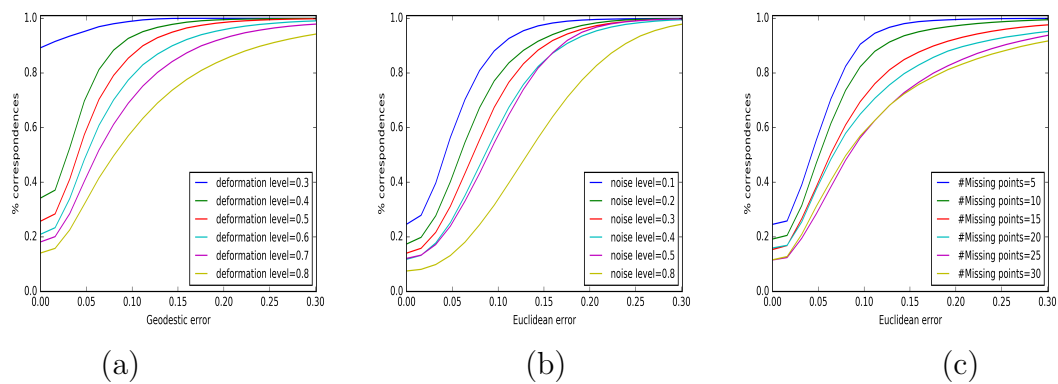 % correspondences
1.0
0.8
0.6
0.4
0.2
0.0
deformation level=0.3
deformation level=0.4
deformation level=0.5
deformation level=0.6
deformation level=0.7
deformation level=0.8
0.00 0.05 0.10 0.15 0.20 0.25 0.30
Geodestic error
(a)
% correspondences
1.0
0.8
0.6
0.4
0.2
0.0
noise level=0.1
noise level=0.2
noise level=0.3
noise level=0.4
noise level=0.5
noise level=0.8
0.00 0.05 0.10 0.15 0.20 0.25 0.30
Euclidean error
(b)
% correspondences
1.0
0.8
0.6
0.4
0.2
0.0
#Missing points=5
#Missing points=10
#Missing points=15
#Missing points=20
#Missing points=25
#Missing points=30
0.00 0.05 0.10 0.15 0.20 0.25 0.30
Euclidean error
(c)